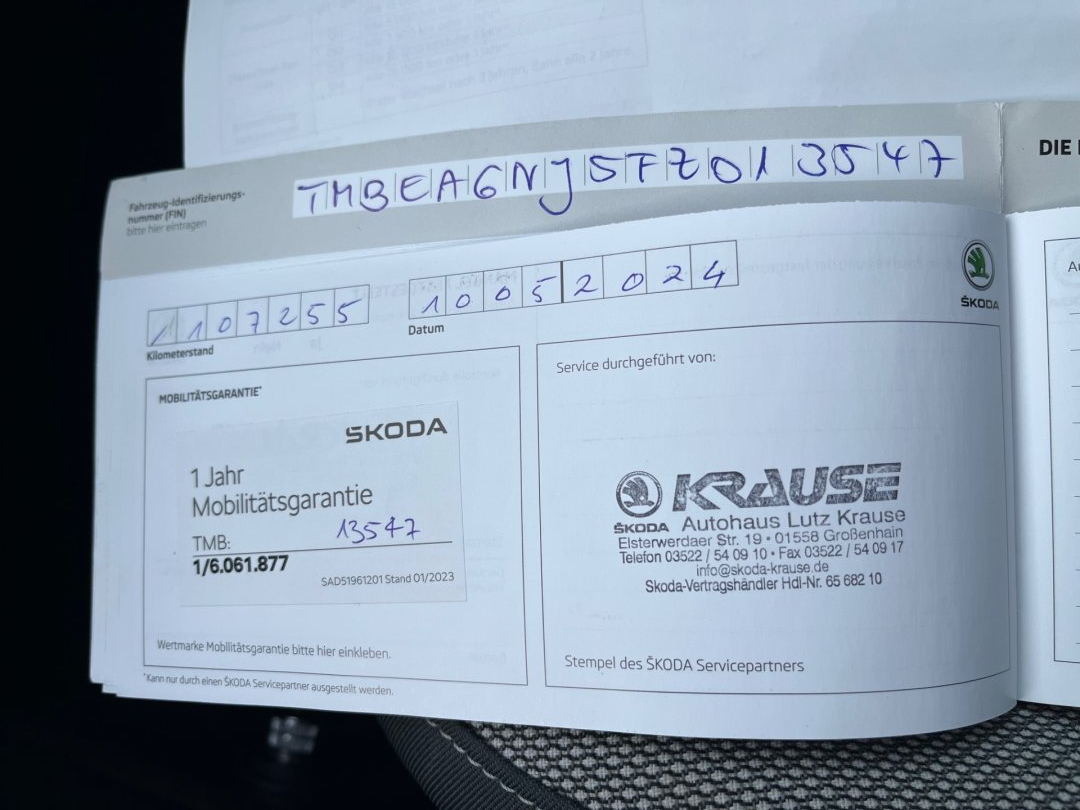 DIE
Fahrzeug-Identifizierungs-
nummer (FIN)
bitte hier eintragen
TMBEAGNJ5FZ013547
107255
Kilometerstand
10052024
Datum
ŠKODA
MOBILITÄTSGARANTIE*
ŠKODA
1 Jahr
Mobilitätsgarantie
TMB: 13547
1/6.061.877
SAD51961201 Stand 01/2023
Wertmarke Mobilitätsgarantie bitte hier einkleben.
*Kann nur durch einen ŠKODA Servicepartner ausgestellt werden.
Service durchgeführt von:
KRAUSE
ŠKODA Autohaus Lutz Krause
Elsterwerdaer Str. 19 • 01558 Großenhain
Telefon 03522 / 54 09 10 • Fax 03522 / 54 09 17
info@skoda-krause.de
Skoda-Vertragshändler Hdl-Nr. 65 682 10
Stempel des ŠKODA Servicepartners